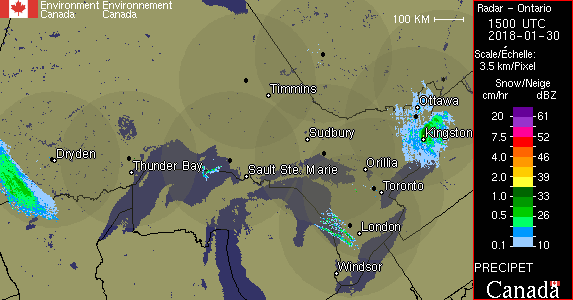 Environment Environnement
Canada Canada
100 KM
Timmins
Ottawa
Kingston
Sudbury
Dryden
Thunder Bay
Sault Ste. Marie
Orillia
Toronto
London
Windsor
Radar - Ontario
1500 UTC
2018-01-30
Scale/Échelle:
3.5 km/Pixel
Snow/Neige
cm/hr dBZ
20 61
7.5 52
4.0 46
2.0 39
1.0 33
0.5 26
0.1 10
PRECIPET
Canada